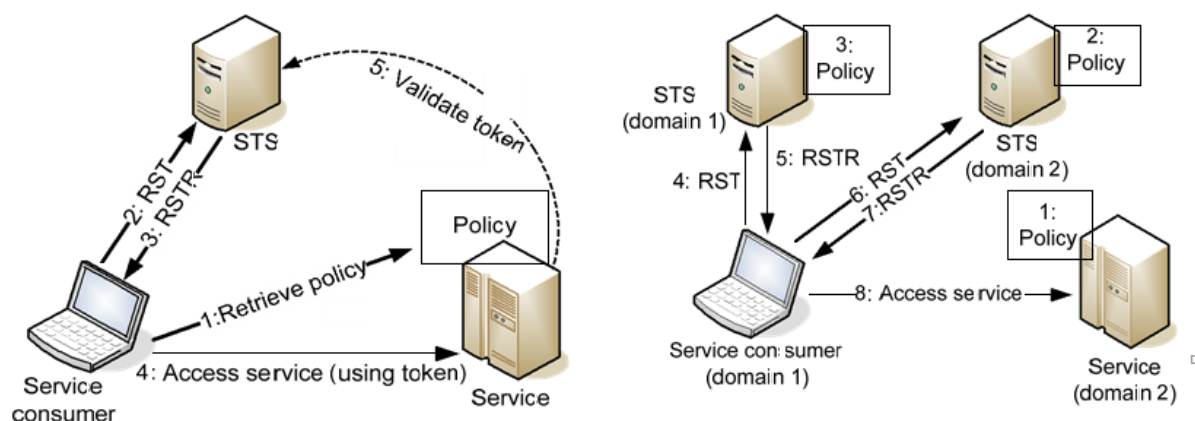 STS
5: Validate token
2: RST
3: RSTR
Policy
1:Retrieve policy
4: Access service (using token)
Service
consumer
Service
3:
Policy
2:
Policy
STS
(domain 1)
STS
(domain 2)
4: RST
5: RSTR
6: RST
7:RSTR
1:
Policy
8: Access service
Service consumer
(domain 1)
Service
(domain 2)